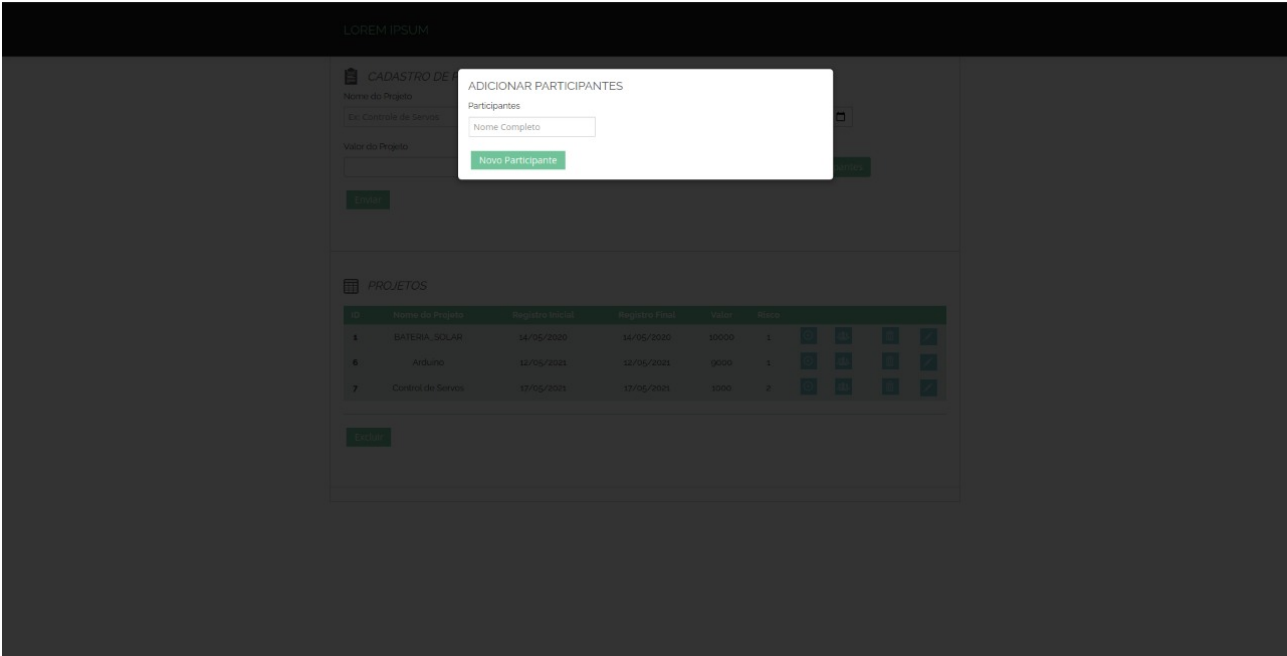 LOREM IPSUM
CADASTRO DE P
Nome do Projeto
Ex: Controle de Servos
Valor do Projeto
ADICIONAR PARTICIPANTES
Participantes
Nome Completo
Novo Participante
Enviar
PROJETOS
ID Nome do Projeto Registro Inicial Registro Final Valor Risco
1 BATERIA_SOLAR 14/05/2020 14/05/2020 10000 1
6 Arduino 12/05/2021 12/05/2021 9000 1
7 Control de Servos 17/05/2021 17/05/2021 1000 2